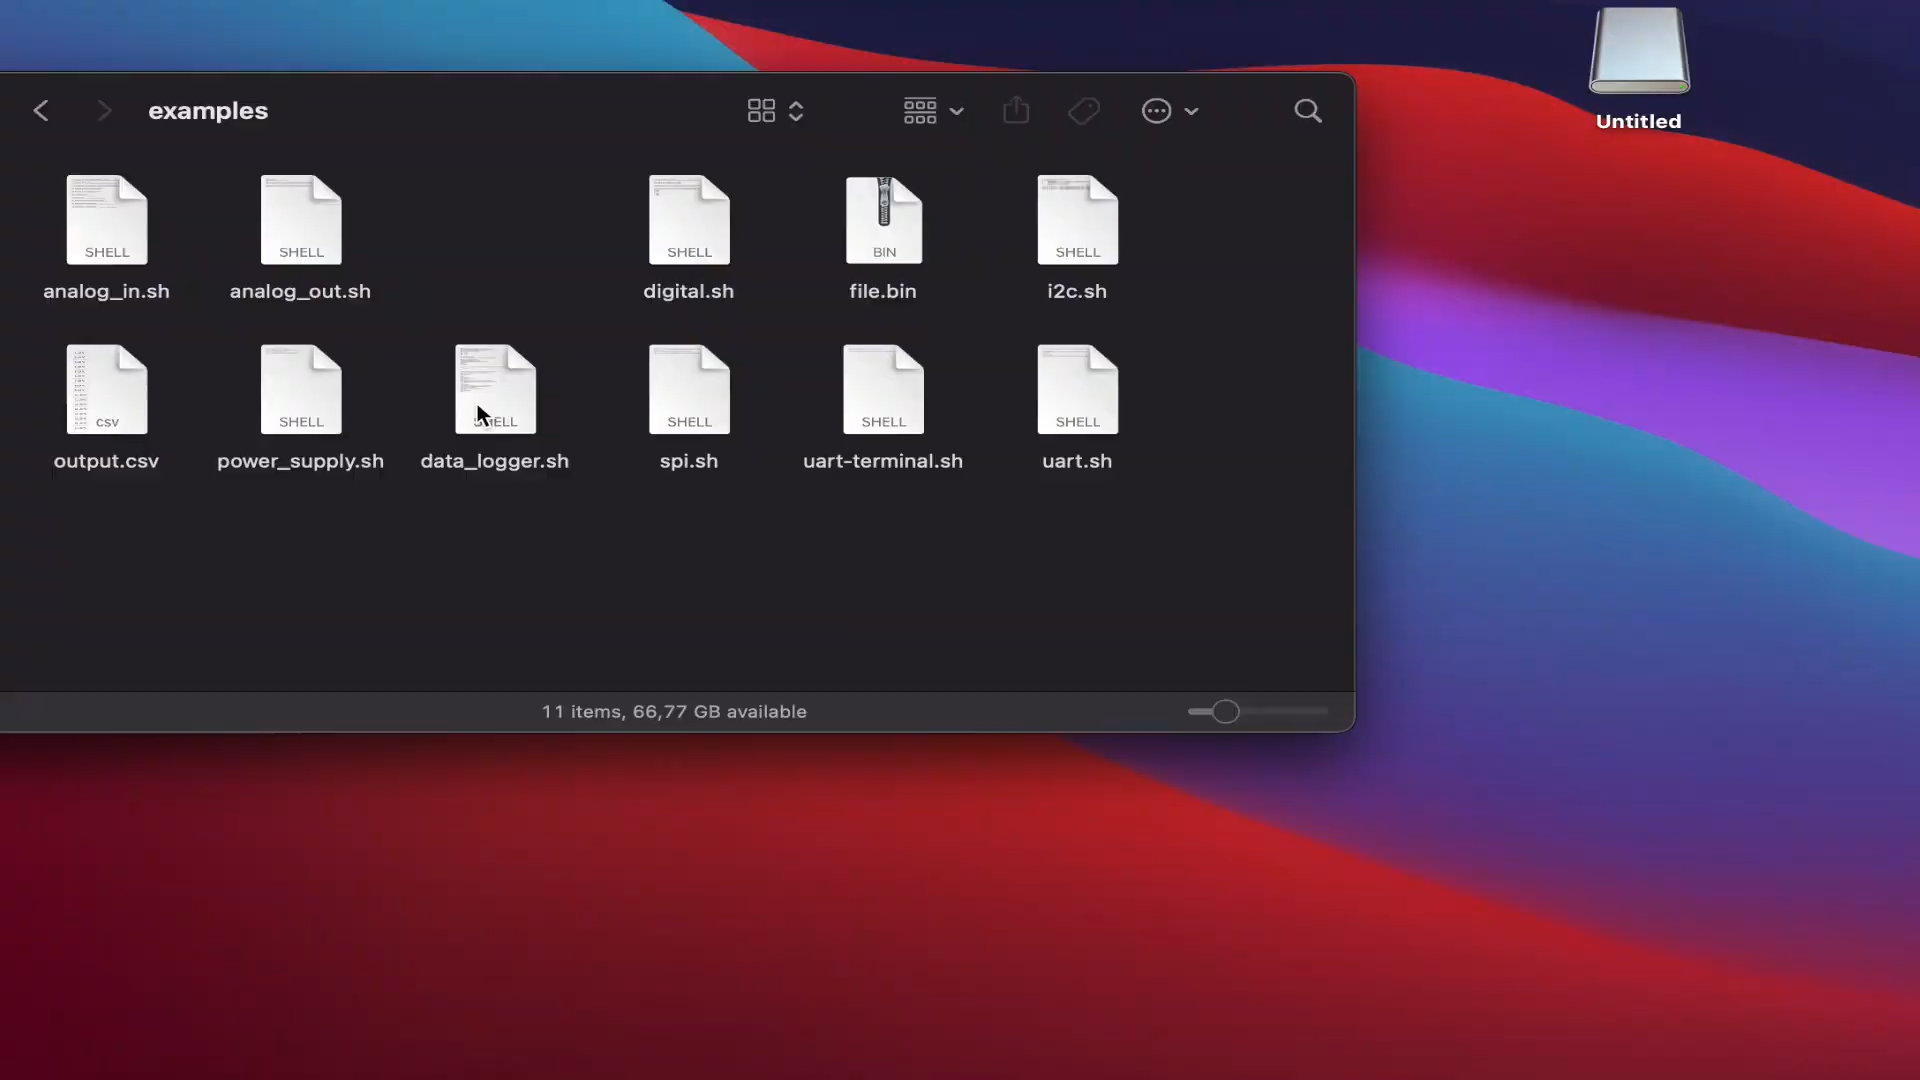 examples
Untitled
SHELL
SHELL
SHELL
BIN
SHELL
analog_in.sh
analog_out.sh
digital.sh
file.bin
i2c.sh
CSV
SHELL
SHELL
SHELL
SHELL
output.csv
power_supply.sh
data_logger.sh
spi.sh
uart-terminal.sh
uart.sh
11 items, 66,77 GB available